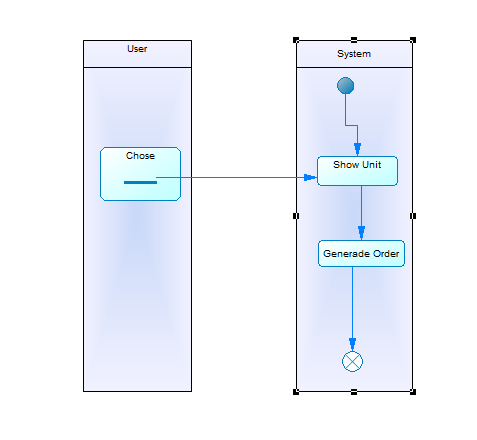 User
System
Chose
Show Unit
Generade Order